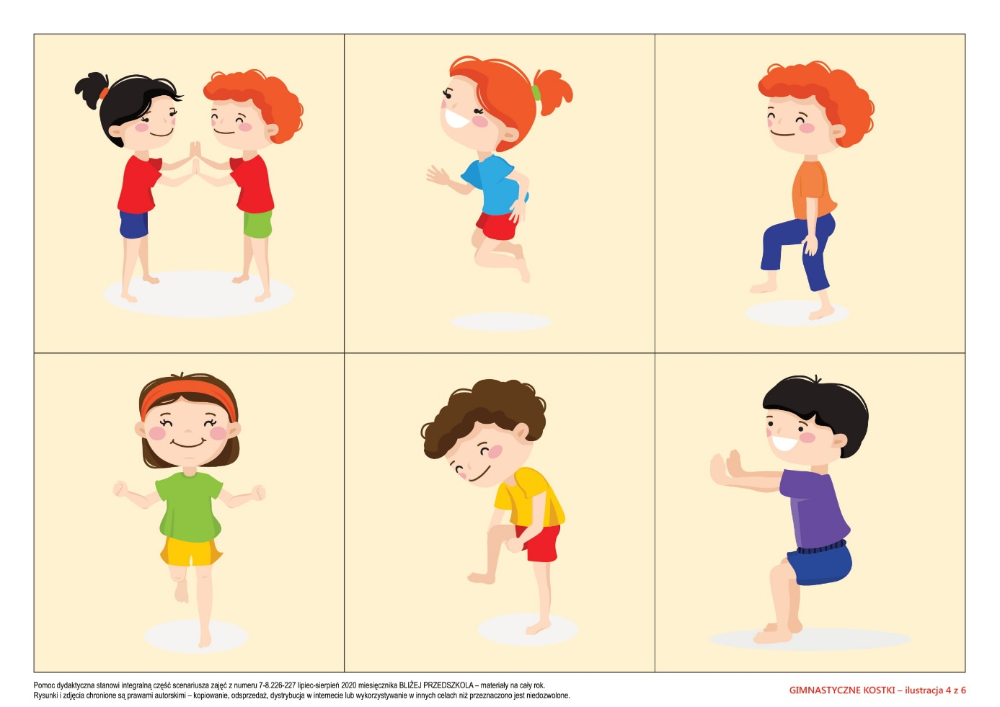 Pomoc dydaktyczna stanowi integralną część scenariusza zajęć z numeru 7-8.226-227 lipiec-sierpień 2020 miesięcznika BLIŻEJ PRZEDSZKOLA – materiały na cały rok.
Rysunki i zdjęcia chronione są prawami autorskimi – kopiowanie, odsprzedaż, dystrybucja w internecie lub wykorzystywanie w innych celach niż przeznaczono jest niedozwolone.
GIMNASTYCZNE KOSTKI – ilustracja 4 z 6